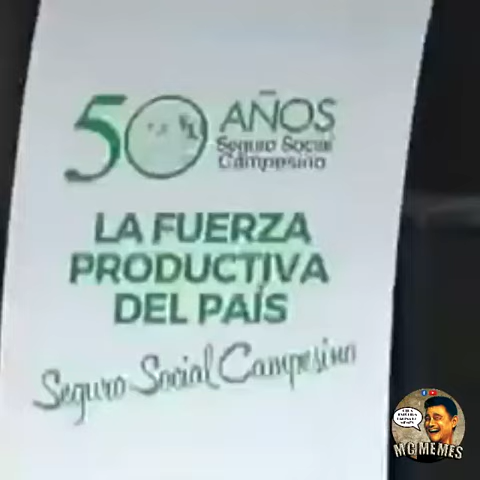 50 AÑOS
Seguro Social
Campesino
LA FUERZA
PRODUCTIVA
DEL PAÍS
Seguro Social Campesino
MC MEMES